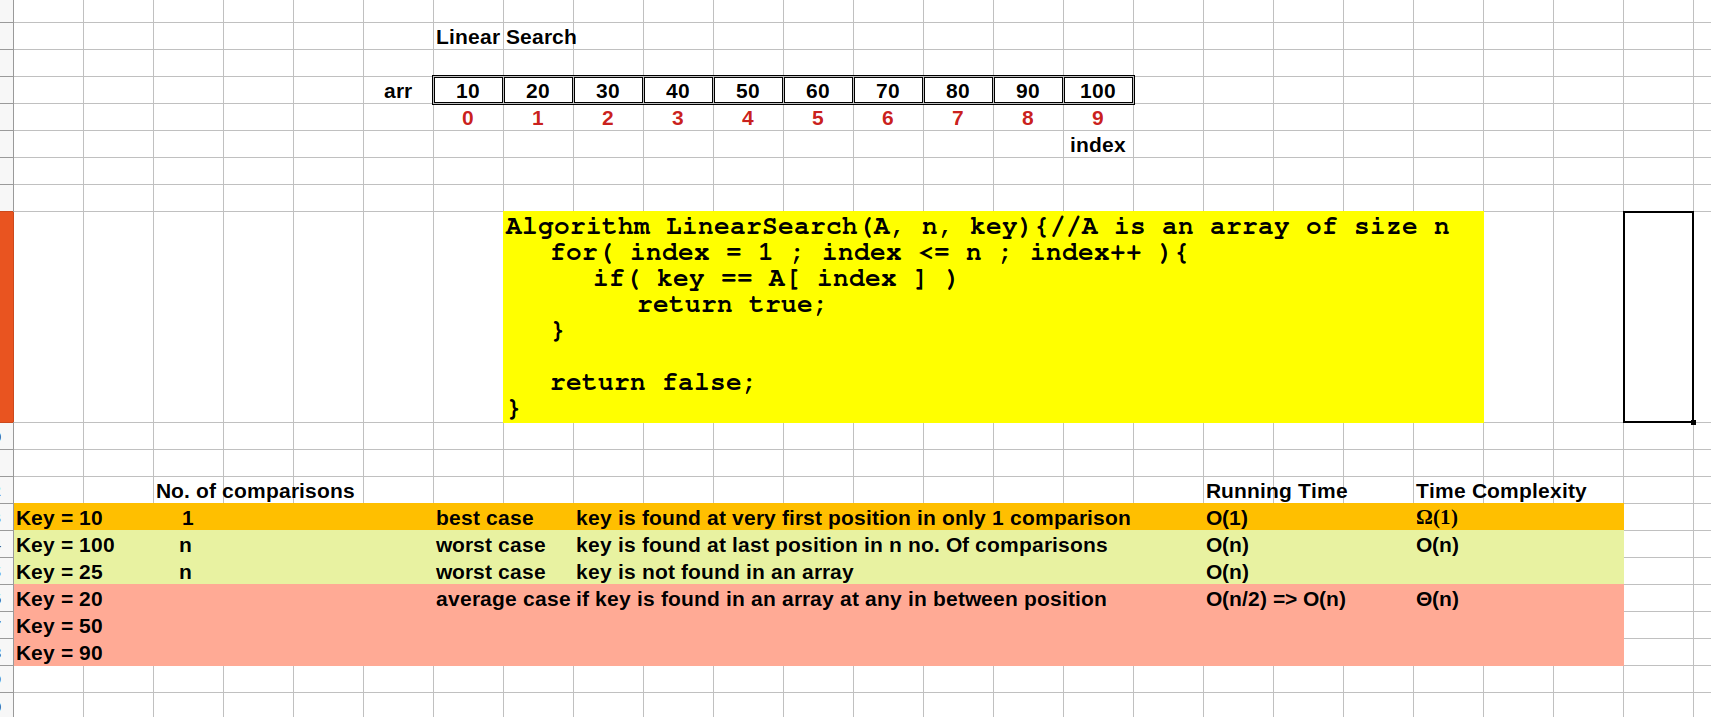 Linear Search
arr 10 20 30 40 50 60 70 80 90 100
0 1 2 3 4 5 6 7 8 9
index
Algorithm LinearSearch(A, n, key){//A is an array of size n
for( index = 1 ; index <= n ; index++ ){
if( key == A[ index ] )
return true;
}
return false;
}
No. of comparisons Running Time Time Complexity
Key = 10 1 best case key is found at very first position in only 1 comparison O(1) Ω(1)
Key = 100 n worst case key is found at last position in n no. Of comparisons O(n) O(n)
Key = 25 n worst case key is not found in an array O(n)
Key = 20 average case if key is found in an array at any in between position O(n/2) => O(n) Θ(n)
Key = 50
Key = 90